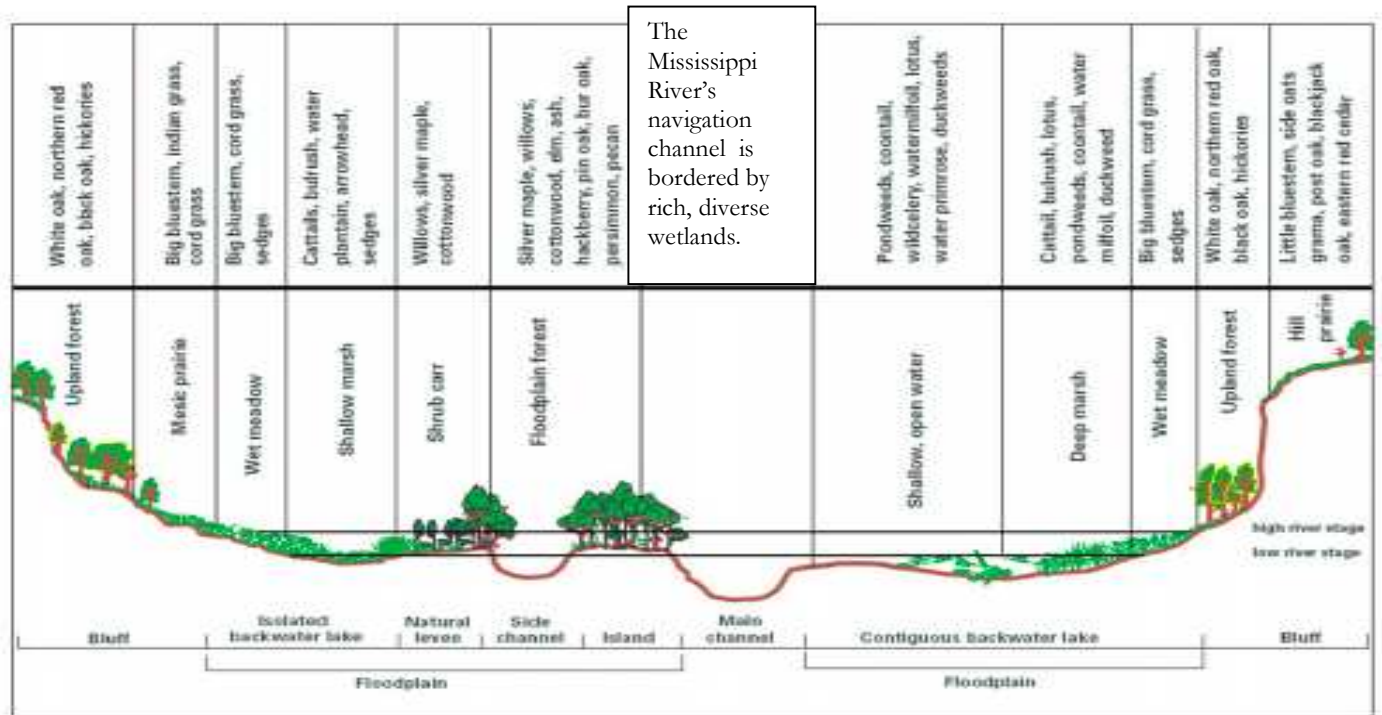 White oak, northern red
oak, black oak, hickories
Big bluestem, indian grass,
cord grass
Big bluestem, cord grass,
sedges
Cattails, bulrush, water
plantain, arrowhead,
sedges
Willows, silver maple,
cottonwood
Silver maple, willows,
cottonwood, elm, ash,
hackberry, pin oak, bur oak,
persimmon, pecan
The
Mississippi
River's
navigation
channel is
bordered by
rich, diverse
wetlands.
Pondweeds, coontail,
wildcelery, watermilfoil, lotus,
water primrose, duckweeds
Cattail, bulrush, lotus,
pondweeds, coontail, water
milfoil, duckweed
Big bluestem, cord grass,
sedges
White oak, northern red oak,
black oak, hickories
Little bluestem, side oats
grama, post oak, blackjack
oak, eastern red cedar
Upland forest
Mesic prairie
Wet meadow
Shallow marsh
Shrub carr
Floodplain forest
Shallow, open water
Deep marsh
Wet meadow
Upland forest
Hill
prairie
high river stage
low river stage
Bluff
Isolated
backwater lake
Natural
levee
Side
channel
Island
Main
channel
Contiguous backwater lake
Bluff
Floodplain
Floodplain